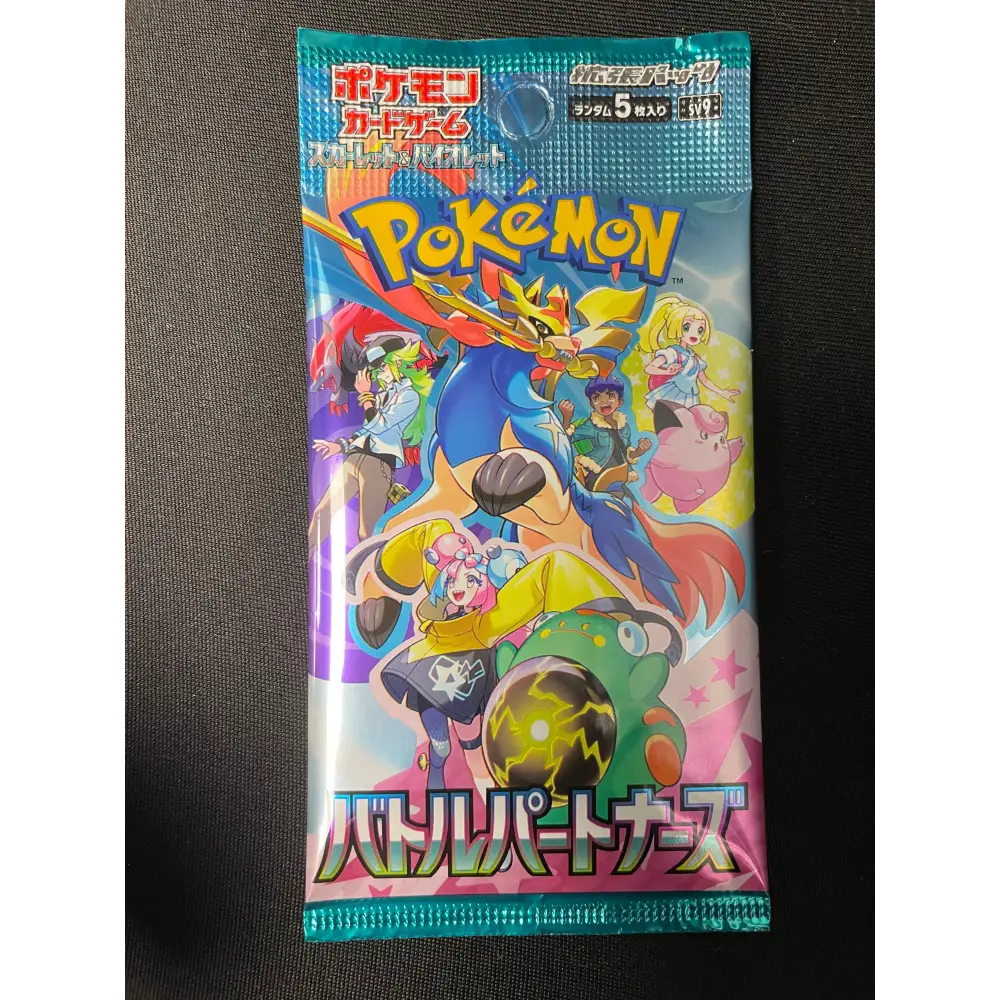 ポケモン
カードゲーム
スカーレット&バイオレット
拡張パック
ランダム5枚入り
SV9
POKéMON
TM
バトルパートナーズ